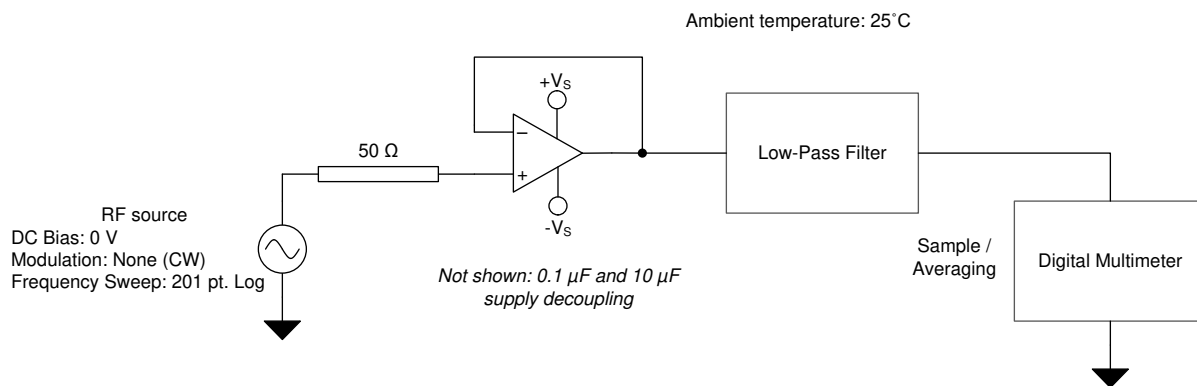 Ambient temperature: 25˚C
+VS
–
50 Ω
+
Low-Pass Filter
-VS
RF source
DC Bias: 0 V
Modulation: None (CW)
Frequency Sweep: 201 pt. Log
Not shown: 0.1 µF and 10 µF
supply decoupling
Sample /
Averaging
Digital Multimeter